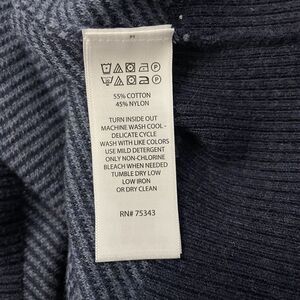 M
55% COTTON
45% NYLON
TURN INSIDE OUT
MACHINE WASH COOL -
DELICATE CYCLE
WASH WITH LIKE COLORS
USE MILD DETERGENT
ONLY NON-CHLORINE
BLEACH WHEN NEEDED
TUMBLE DRY LOW
LOW IRON
OR DRY CLEAN
RN# 75343